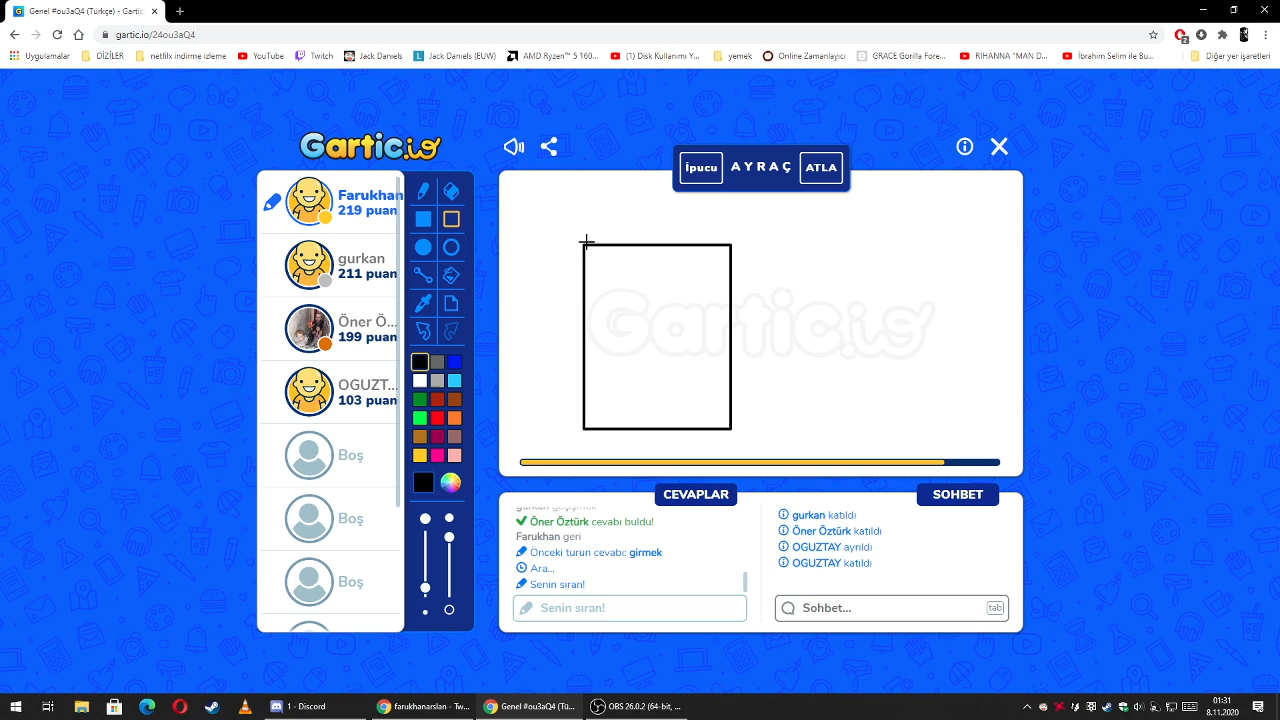 Genel #ou3aQ4 (Türkçe) - Gartic.
gartic.io/24ou3aQ4
Uygulamalar
DİZİLER
netflix indirme izleme
YouTube
Twitch
Jack Daniels
Jack Daniels (EUW)
AMD Ryzen™ 5 160...
(1) Disk Kullanımı Y...
yemek
Online Zamanlayıcı
GRACE Gorilla Fore...
RIHANNA "MAN D...
İbrahim Selim ile Bu...
Diğer yer işaretleri
Gartic.io
İpucu
AYRAÇ
ATLA
Farukhan
219 puan
gurkan
211 puan
Öner Ö...
199 puan
OGUZT...
103 puan
Boş
Boş
Boş
Gartic.io
CEVAPLAR
SOHBET
Öner Öztürk cevabı buldu!
Farukhan geri
Önceki turun cevabı: girmek
Ara...
Senin sıran!
Senin sıran!
gurkan katıldı
Öner Öztürk katıldı
OGUZTAY ayrıldı
OGUZTAY katıldı
Sohbet...
tab
1 - Discord
farukhanarslan - Tw...
Genel #ou3aQ4 (Tü...
OBS 26.0.2 (64-bit, ...
01:31
8.11.2020